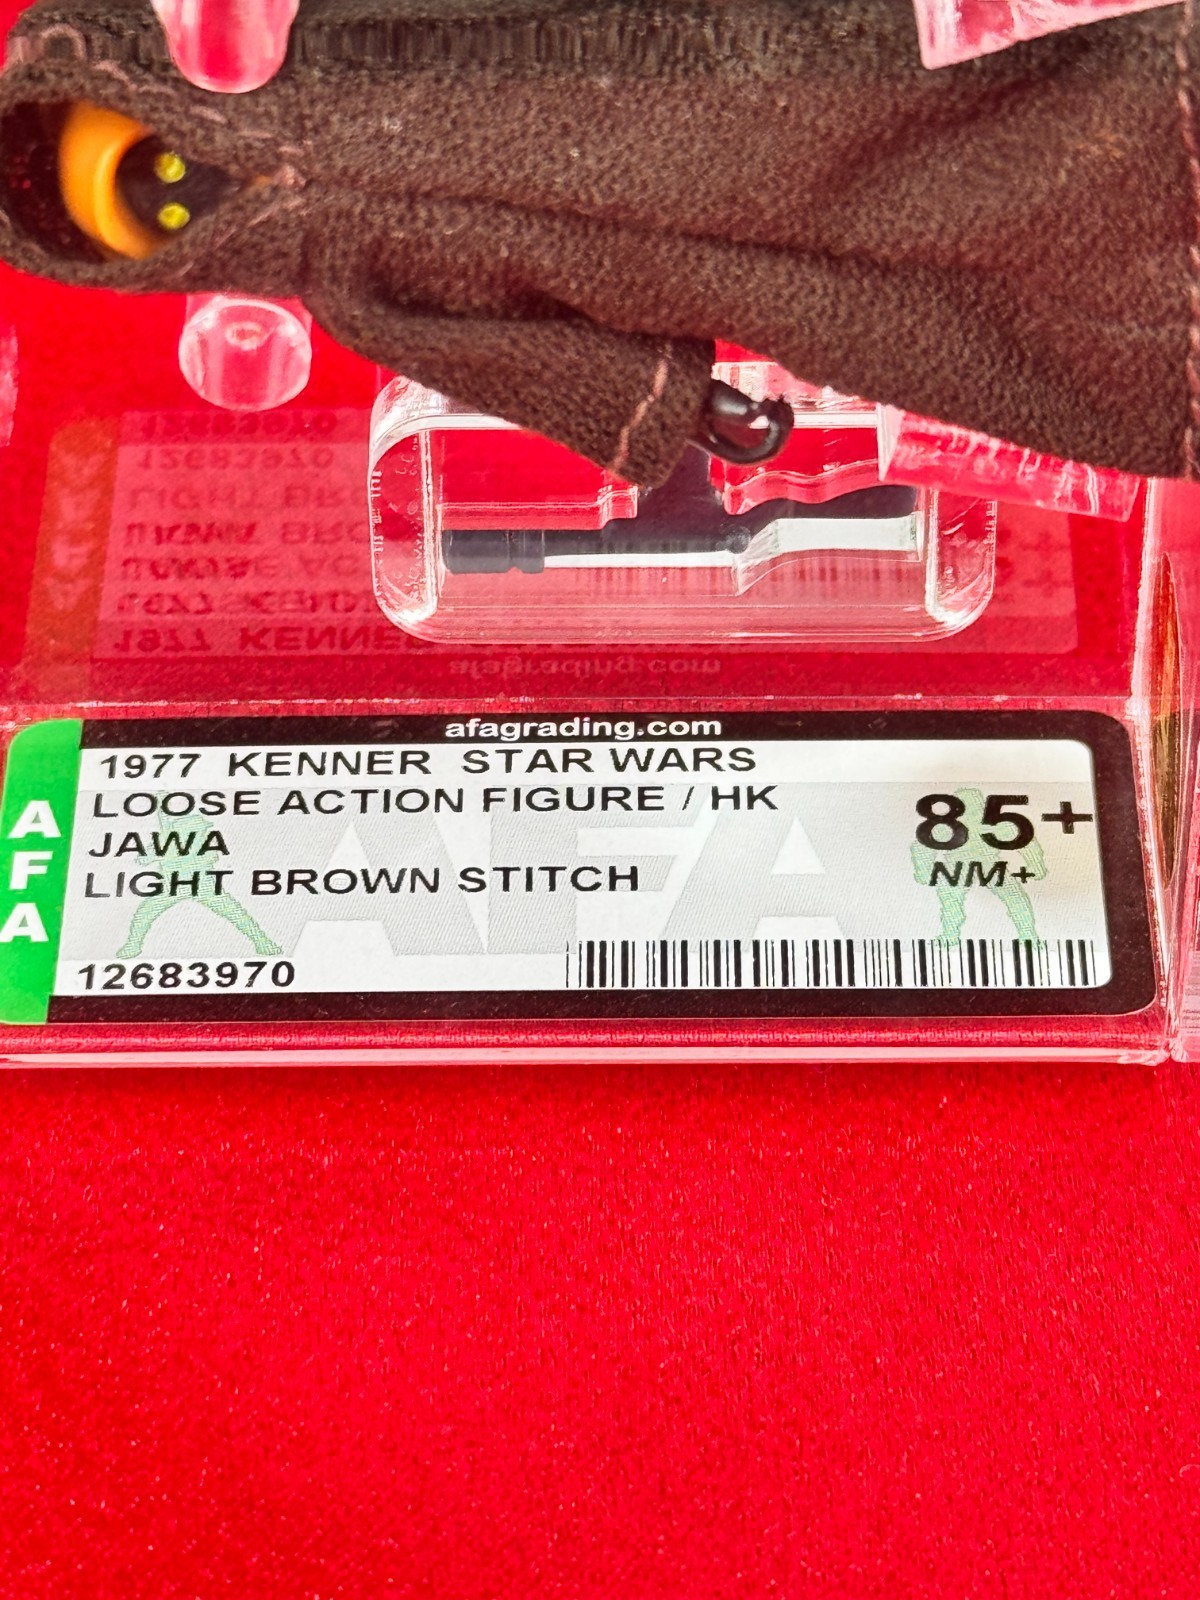 afagrading.com
1977 KENNER STAR WARS
LOOSE ACTION FIGURE / HK
JAWA
LIGHT BROWN STITCH
85+
NM+
12683970
AFA